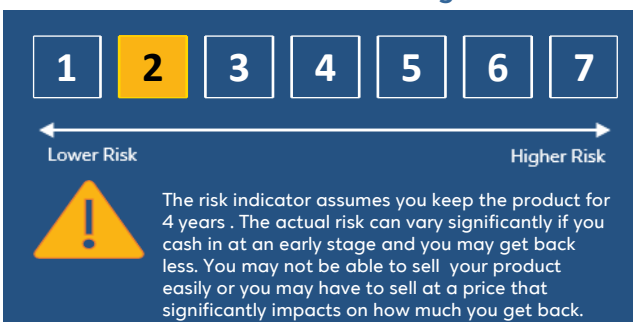 1 2 3 4 5 6 7
Lower Risk Higher Risk
!
The risk indicator assumes you keep the product for
4 years . The actual risk can vary significantly if you
cash in at an early stage and you may get back
less. You may not be able to sell your product
easily or you may have to sell at a price that
significantly impacts on how much you get back.